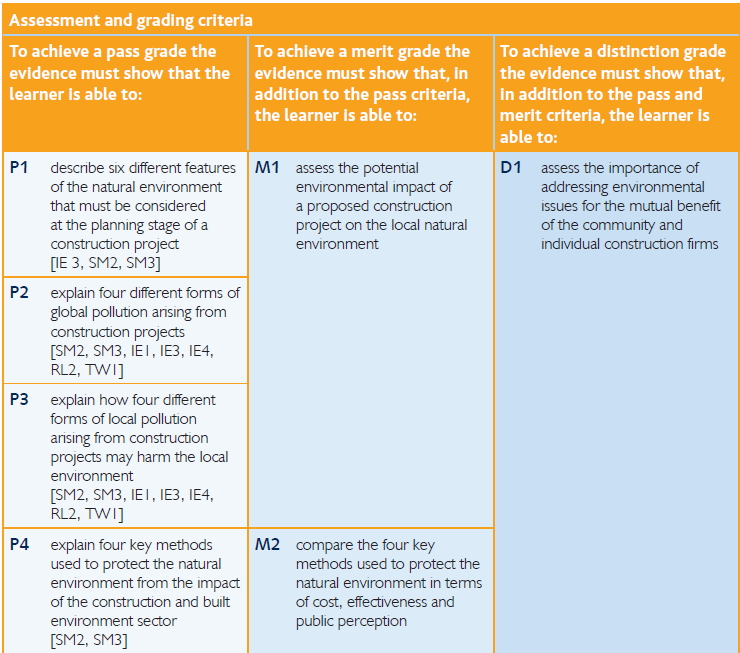 Assessment and grading criteria
To achieve a pass grade the
evidence must show that the
learner is able to:
To achieve a merit grade the
evidence must show that, in
addition to the pass criteria,
the learner is able to:
To achieve a distinction grade
the evidence must show that,
in addition to the pass and
merit criteria, the learner is
able to:
P1 describe six different features
of the natural environment
that must be considered
at the planning stage of a
construction project
[IE 3, SM2, SM3]
M1 assess the potential
environmental impact of
a proposed construction
project on the local natural
environment
D1 assess the importance of
addressing environmental
issues for the mutual benefit
of the community and
individual construction firms
P2 explain four different forms of
global pollution arising from
construction projects
[SM2, SM3, IE1, IE3, IE4,
RL2, TW1]
P3 explain how four different
forms of local pollution
arising from construction
projects may harm the local
environment
[SM2, SM3, IE1, IE3, IE4,
RL2, TW1]
P4 explain four key methods
used to protect the natural
environment from the impact
of the construction and built
environment sector
[SM2, SM3]
M2 compare the four key
methods used to protect the
natural environment in terms
of cost, effectiveness and
public perception